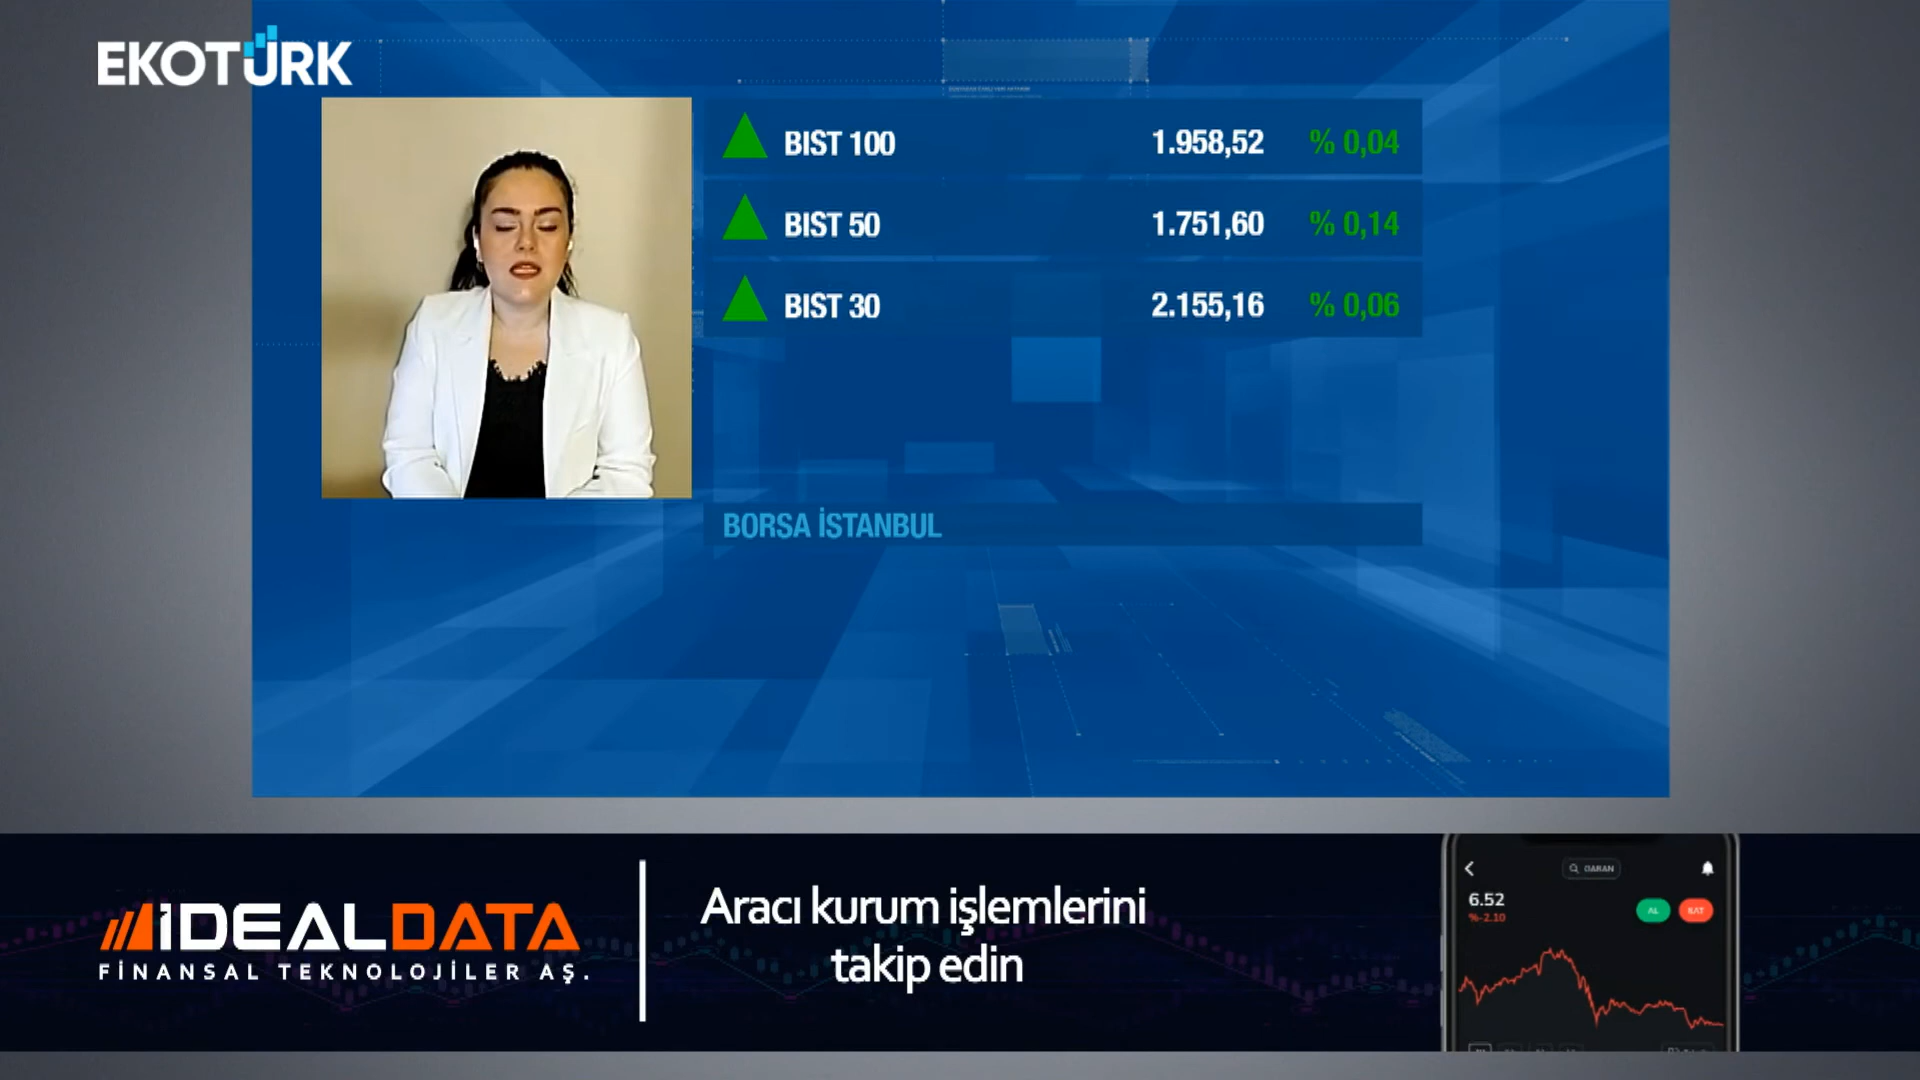 EKOTÜRK
BIST 100 1.958,52 % 0,04
BIST 50 1.751,60 % 0,14
BIST 30 2.155,16 % 0,06
BORSA İSTANBUL
İDEALDATA
FİNANSAL TEKNOLOJİLER AŞ.
Aracı kurum işlemlerini
takip edin
GARAN
6.52
%-2.10
AL SAT